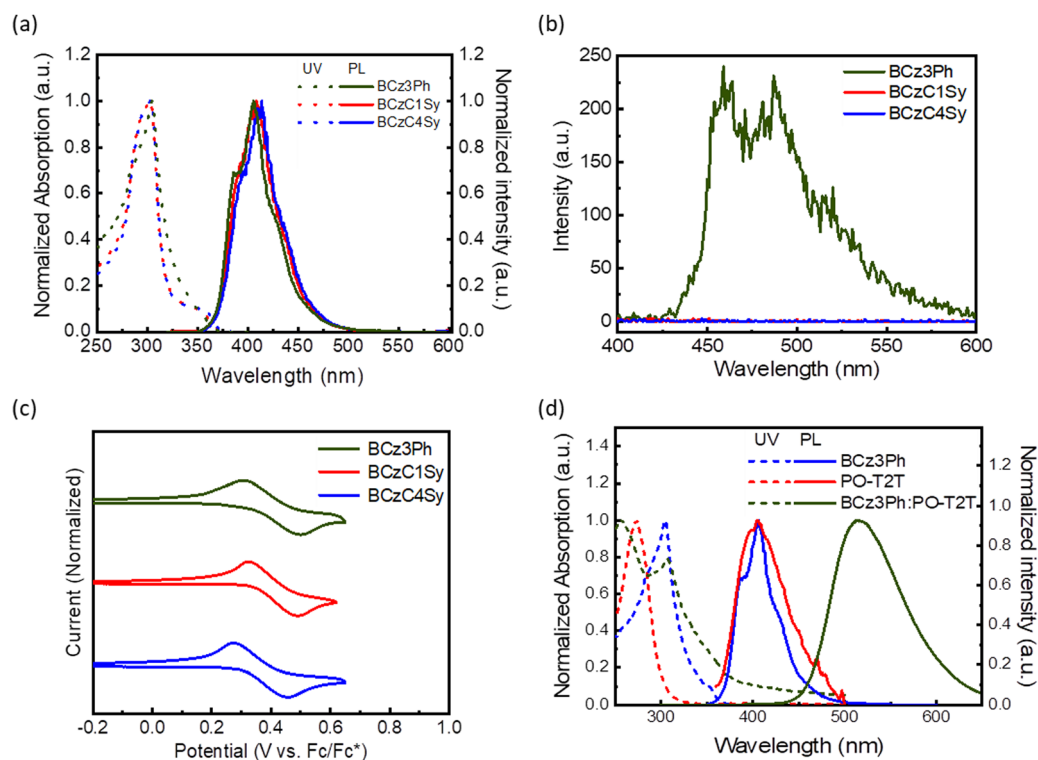 (a)
1.2
1.0
0.8
0.6
0.4
0.2
0.0
Normalized Absorption (a.u.)
UV PL
BCz3Ph
BCzC1Sy
BCzC4Sy
1.2
1.0
0.8
0.6
0.4
0.2
0.0
Normalized intensity (a.u.)
250 300 350 400 450 500 550 600
Wavelength (nm)
(b)
250
200
150
100
50
0
Intensity (a.u.)
BCz3Ph
BCzC1Sy
BCzC4Sy
400 450 500 550 600
Wavelength (nm)
(c)
Current (Normalized)
BCz3Ph
BCzC1Sy
BCzC4Sy
-0.2 0.0 0.2 0.4 0.6 0.8 1.0
Potential (V vs. Fc/Fc*)
(d)
1.4
1.2
1.0
0.8
0.6
0.4
0.2
0.0
Normalized Absorption (a.u.)
UV PL
BCz3Ph
PO-T2T
BCz3Ph:PO-T2T
1.2
1.0
0.8
0.6
0.4
0.2
0.0
Normalized intensity (a.u.)
300 400 500 600
Wavelength (nm)